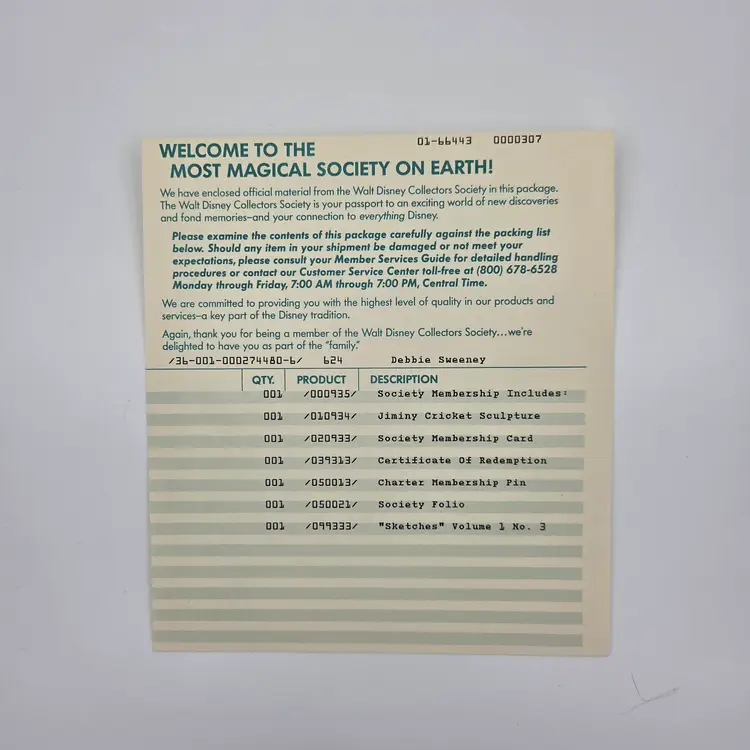 01-66443 0000307
WELCOME TO THE
MOST MAGICAL SOCIETY ON EARTH!
We have enclosed official material from the Walt Disney Collectors Society in this package.
The Walt Disney Collectors Society is your passport to an exciting world of new discoveries
and fond memories–and your connection to everything Disney.
Please examine the contents of this package carefully against the packing list
below. Should any item in your shipment be damaged or not meet your
expectations, please consult your Member Services Guide for detailed handling
procedures or contact our Customer Service Center toll-free at (800) 678-6528
Monday through Friday, 7:00 AM through 7:00 PM, Central Time.
We are committed to providing you with the highest level of quality in our products and
services–a key part of the Disney tradition.
Again, thank you for being a member of the Walt Disney Collectors Society...we're
delighted to have you as part of the "family."
/36-001-000274480-6/ 624 Debbie Sweeney
QTY. PRODUCT DESCRIPTION
001 /000935/ Society Membership Includes:
001 /010934/ Jiminy Cricket Sculpture
001 /020933/ Society Membership Card
001 /039313/ Certificate Of Redemption
001 /050013/ Charter Membership Pin
001 /050021/ Society Folio
001 /099333/ "Sketches" Volume 1 No. 3